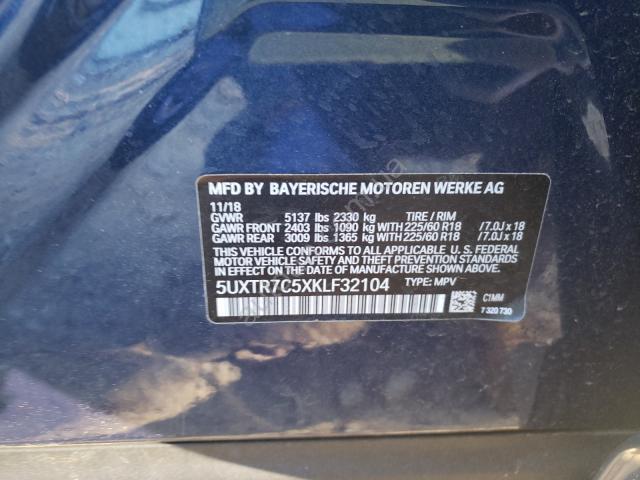 MFD BY BAYERISCHE MOTOREN WERKE AG
11/18
GVWR 5137 lbs 2330 kg TIRE / RIM
GAWR FRONT 2403 lbs 1090 kg WITH 225/60 R18 /7.0J x 18
GAWR REAR 3009 lbs 1365 kg WITH 225/60 R18 /7.0J x 18
THIS VEHICLE CONFORMS TO ALL APPLICABLE U. S. FEDERAL
MOTOR VEHICLE SAFETY AND THEFT PREVENTION STANDARDS
IN EFFECT ON THE DATE OF MANUFACTURE SHOWN ABOVE.
5UXTR7C5XKLF32104 TYPE: MPV
C1MM
7 320 730